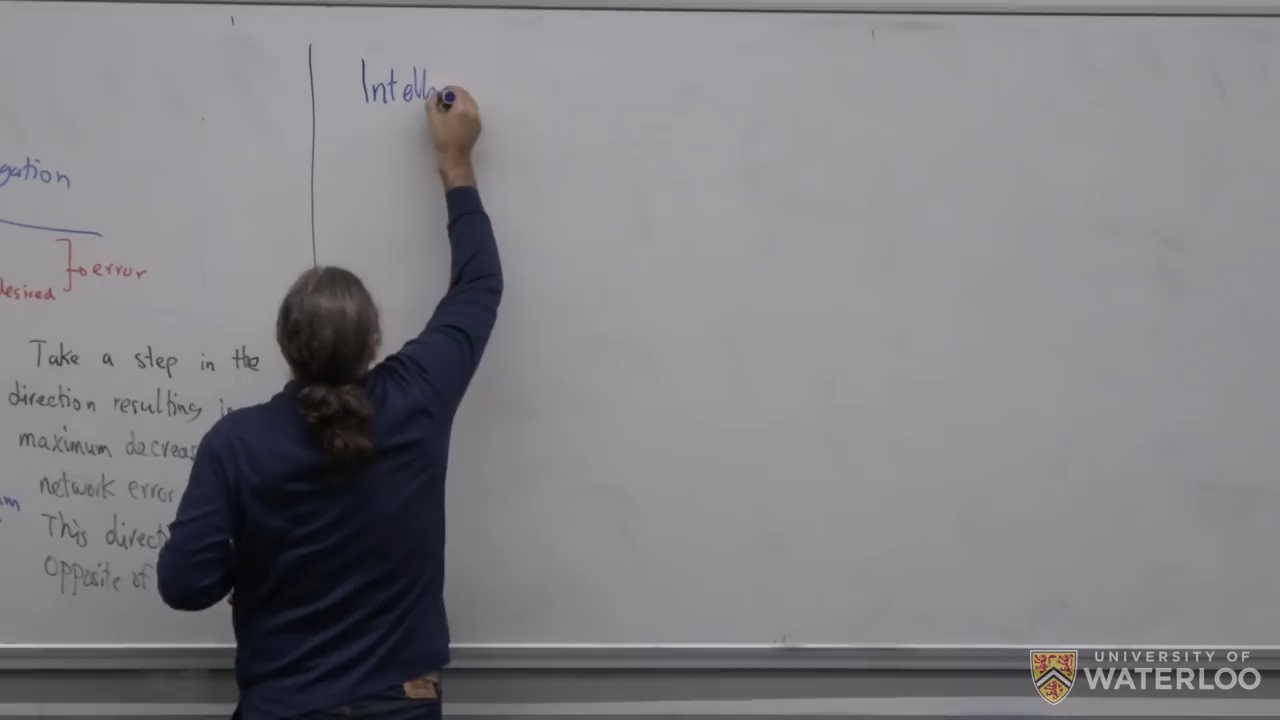 Intelli
gation
error
desired
Take a step in the
direction resulting
maximum decreas
network error
This direct
Opposite of
UNIVERSITY OF
WATERLOO